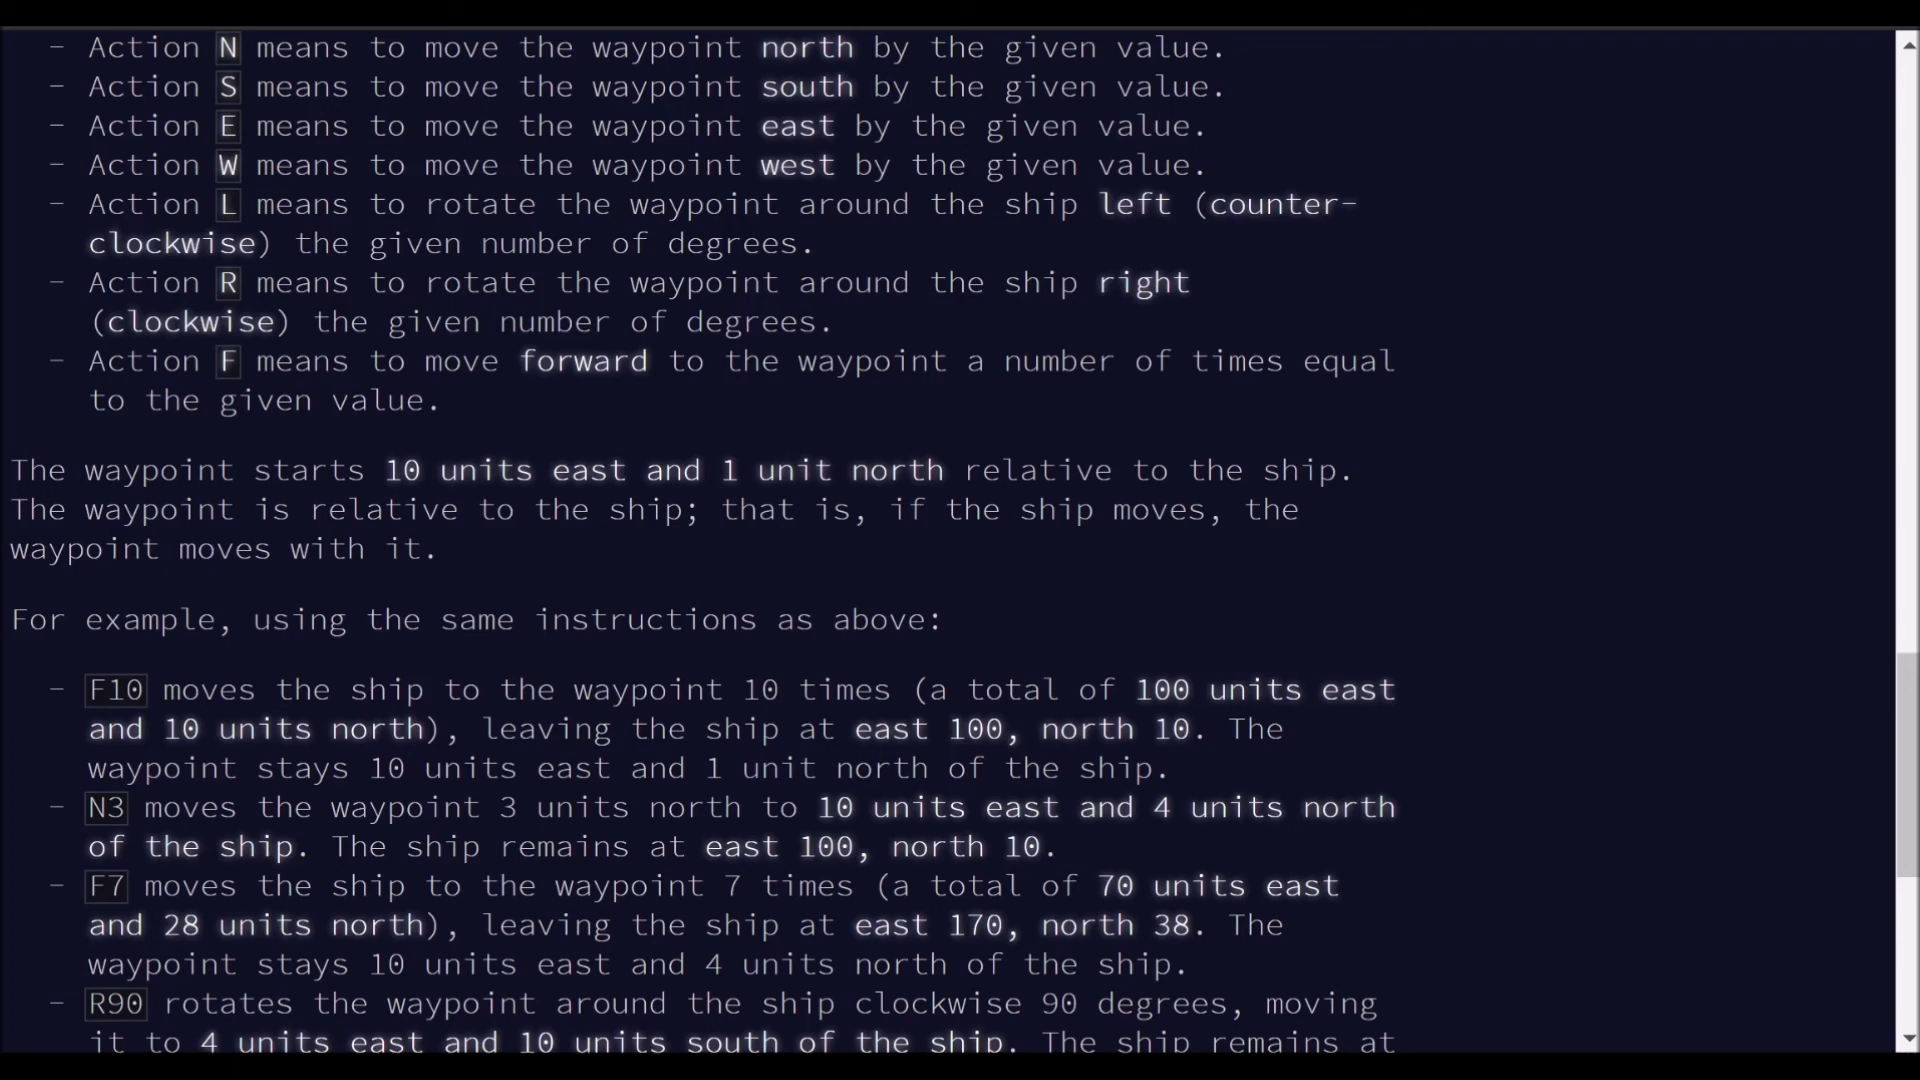 - Action N means to move the waypoint north by the given value.
- Action S means to move the waypoint south by the given value.
- Action E means to move the waypoint east by the given value.
- Action W means to move the waypoint west by the given value.
- Action L means to rotate the waypoint around the ship left (counter-
clockwise) the given number of degrees.
- Action R means to rotate the waypoint around the ship right
(clockwise) the given number of degrees.
- Action F means to move forward to the waypoint a number of times equal
to the given value.
The waypoint starts 10 units east and 1 unit north relative to the ship.
The waypoint is relative to the ship; that is, if the ship moves, the
waypoint moves with it.
For example, using the same instructions as above:
- F10 moves the ship to the waypoint 10 times (a total of 100 units east
and 10 units north), leaving the ship at east 100, north 10. The
waypoint stays 10 units east and 1 unit north of the ship.
- N3 moves the waypoint 3 units north to 10 units east and 4 units north
of the ship. The ship remains at east 100, north 10.
- F7 moves the ship to the waypoint 7 times (a total of 70 units east
and 28 units north), leaving the ship at east 170, north 38. The
waypoint stays 10 units east and 4 units north of the ship.
- R90 rotates the waypoint around the ship clockwise 90 degrees, moving
it to 4 units east and 10 units south of the ship. The ship remains at